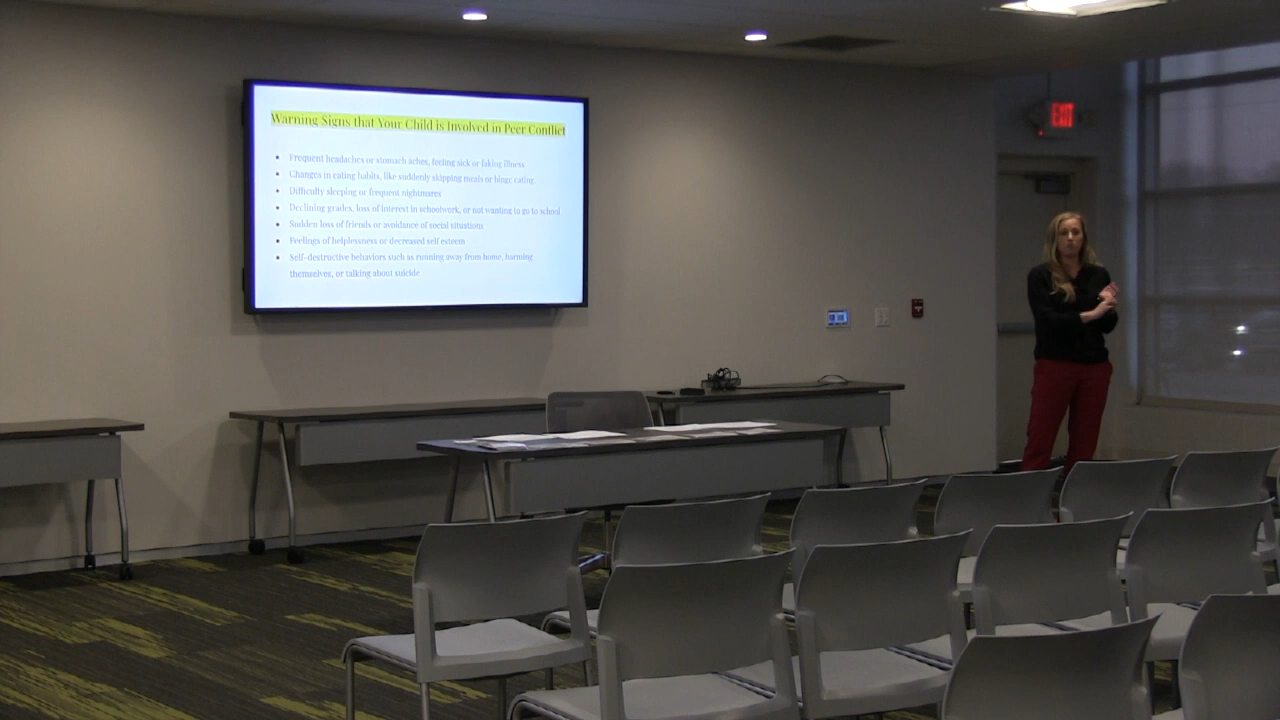 Warning Signs that Your Child is Involved in Peer Conflict
Frequent headaches or stomach aches, feeling sick or faking illness
Changes in eating habits, like suddenly skipping meals or binge eating.
Difficulty sleeping or frequent nightmares
Declining grades, loss of interest in schoolwork, or not wanting to go to school
Sudden loss of friends or avoidance of social situations
Feelings of helplessness or decreased self esteem
Self-destructive behaviors such as running away from home, harming
themselves, or talking about suicide
EXIT